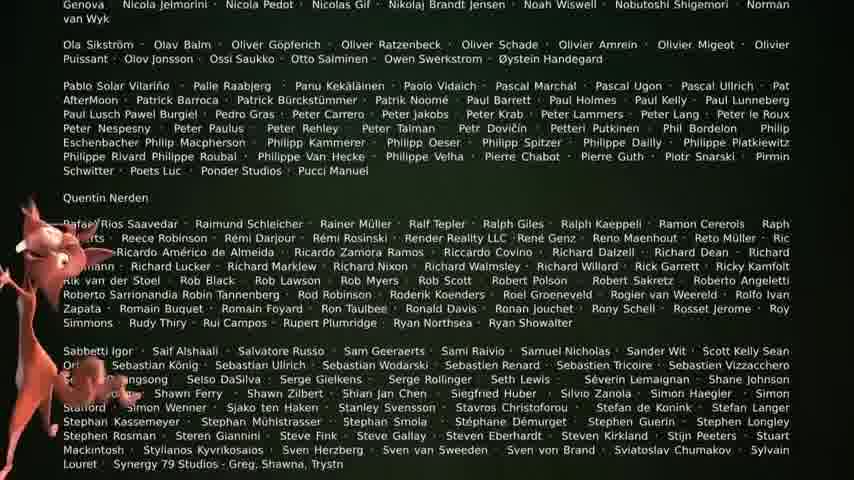 Genova · Nicola Jelmorini · Nicola Pedot · Nicolas Gif · Nikolaj Brandt Jensen · Noah Wiswell · Nobutoshi Shigemori · Norman
van Wyk
Ola Sikström · Olav Balm · Oliver Göpferich · Oliver Ratzenbeck · Oliver Schade · Olivier Amrein · Olivier Migeot · Olivier
Puissant · Olov Jonsson · Ossi Saukko · Otto Saiminen · Owen Swerkstrom · Øystein Handegard
Pablo Solar Vilariño · Palle Raabjerg · Panu Kekäläinen · Paolo Vidaich · Pascal Marchal · Pascal Ugon · Pascal Ullrich · Pat
AfterMoon · Patrick Barroca · Patrick Bürckstümmer · Patrik Noomé · Paul Barrett · Paul Holmes · Paul Kelly · Paul Lunneberg
Paul Lusch Pawel Burgiel · Pedro Gras · Peter Carrero · Peter Jakobs · Peter Krab · Peter Lammers · Peter Lang · Peter le Roux
Peter Nespesny · Peter Paulus · Peter Rehley · Peter Talman · Petr Dovičín · Petteri Putkinen · Phil Bordelon · Philip
Eschenbacher Philip Macpherson · Philipp Kammerer · Philipp Oeser · Philipp Spitzer · Philippe Dailly · Philippe Platkiewitz
Philippe Rivard Philippe Roubal · Philippe Van Hecke · Philippe Velha · Pierre Chabot · Pierre Guth · Piotr Snarski · Pirmin
Schwitter · Poets Luc · Ponder Studios · Pucci Manuel
Quentin Nerden
Rafael Rios Saavedar · Raimund Schleicher · Rainer Müller · Ralf Tepler · Ralph Giles · Ralph Kaeppeli · Ramon Cererols · Raph
· Reece Robinson · Rémi Darjour · Rémi Rosinski · Render Reality LLC · René Genz · Reno Maenhout · Reto Müller · Ric
Ricardo Américo de Almeida · Ricardo Zamora Ramos · Riccardo Covino · Richard Dalzell · Richard Dean · Richard
· Richard Lucker · Richard Marklew · Richard Nixon · Richard Walmsley · Richard Willard · Rick Garrett · Ricky Kamfolt
Rik van der Stoel · Rob Black · Rob Lawson · Rob Myers · Rob Scott · Robert Polson · Robert Sakretz · Roberto Angeletti
Roberto Sarrionandia Robin Tannenberg · Rod Robinson · Roderik Koenders · Roel Groeneveld · Rogier van Weereld · Rolfo Ivan
Zapata · Romain Buquet · Romain Foyard · Ron Taulbee · Ronald Davis · Ronan Jouchet · Rony Schell · Rosset Jerome · Roy
Simmons · Rudy Thiry · Rui Campos · Rupert Plumridge · Ryan Northsea · Ryan Showalter
Sabbetti Igor · Saif Alshaali · Salvatore Russo · Sam Geeraerts · Sami Raivio · Samuel Nicholas · Sander Wit · Scott Kelly Sean
· Sebastian König · Sebastian Ullrich · Sebastian Wodarski · Sebastien Renard · Sebastien Tricoire · Sebastien Vizzacchero
· Selso DaSilva · Serge Gielkens · Serge Rollinger · Seth Lewis · Séverin Lemaignan · Shane Johnson
· Shawn Ferry · Shawn Zilbert · Shian Jan Chen · Siegfried Huber · Silvio Zanola · Simon Haegler · Simon
Stafford · Simon Wenner · Sjako ten Haken · Stanley Svensson · Stavros Christoforou · Stefan de Konink · Stefan Langer
Stephan Kassemeyer · Stephan Mühlstrasser · Stephan Smola · Stéphane Démurget · Stephen Guerin · Stephen Longley
Stephen Rosman · Steren Giannini · Steve Fink · Steve Gallay · Steven Eberhardt · Steven Kirkland · Stijn Peeters · Stuart
Mackintosh · Stylianos Kyvrikosaios · Sven Herzberg · Sven van Sweeden · Sven von Brand · Sviatoslav Chumakov · Sylvain
Louret · Synergy 79 Studios - Greg, Shawna, Trystn